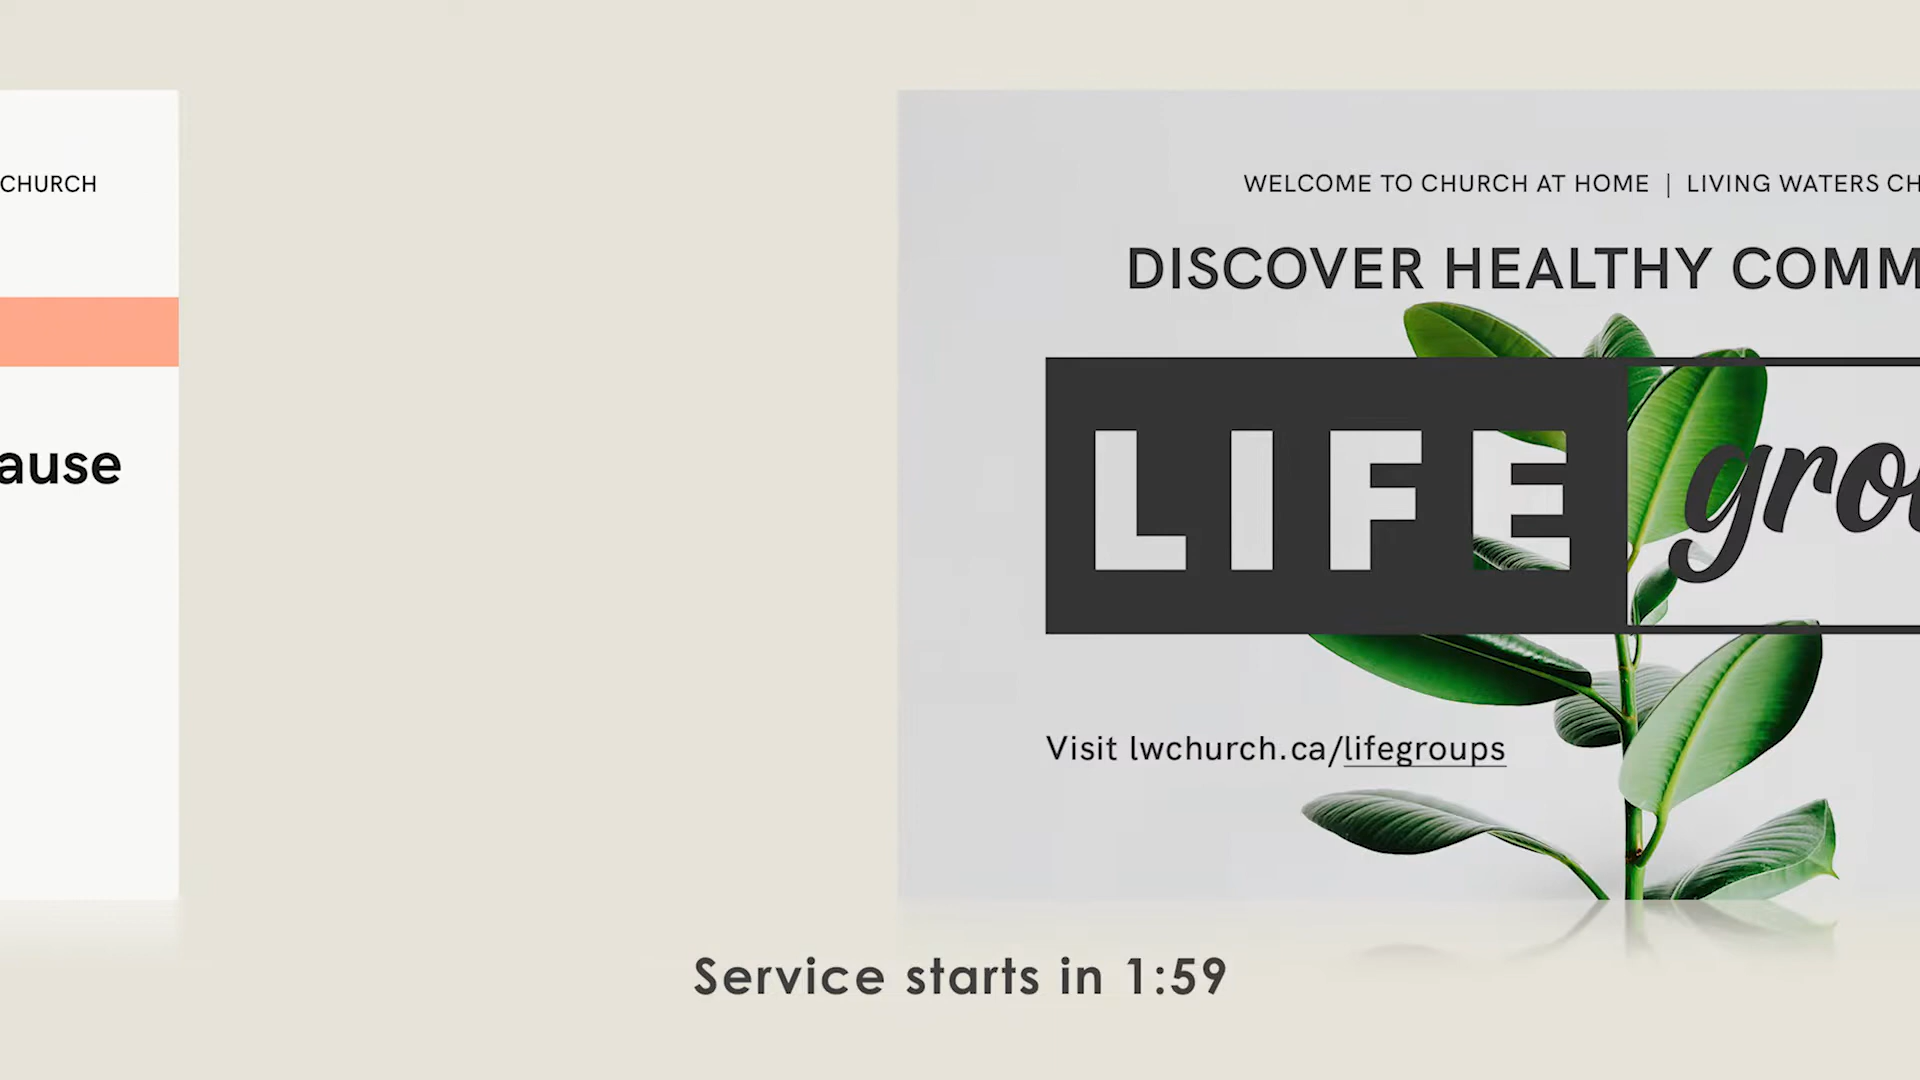 CHURCH
ause
WELCOME TO CHURCH AT HOME | LIVING WATERS CH
DISCOVER HEALTHY COMM
LIFE gro
Visit lwchurch.ca/lifegroups
Service starts in 1:59